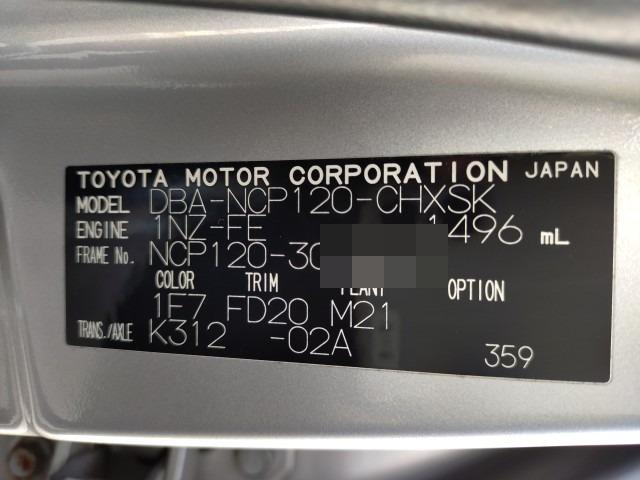 TOYOTA MOTOR CORPORATION JAPAN
MODEL DBA-NCP120-CHXSK
ENGINE 1NZ-FE 1496 mL
FRAME No. NCP120-30
COLOR TRIM PLANT OPTION
1F7 FD20 M21
TRANS./AXLE K312 -02A
359